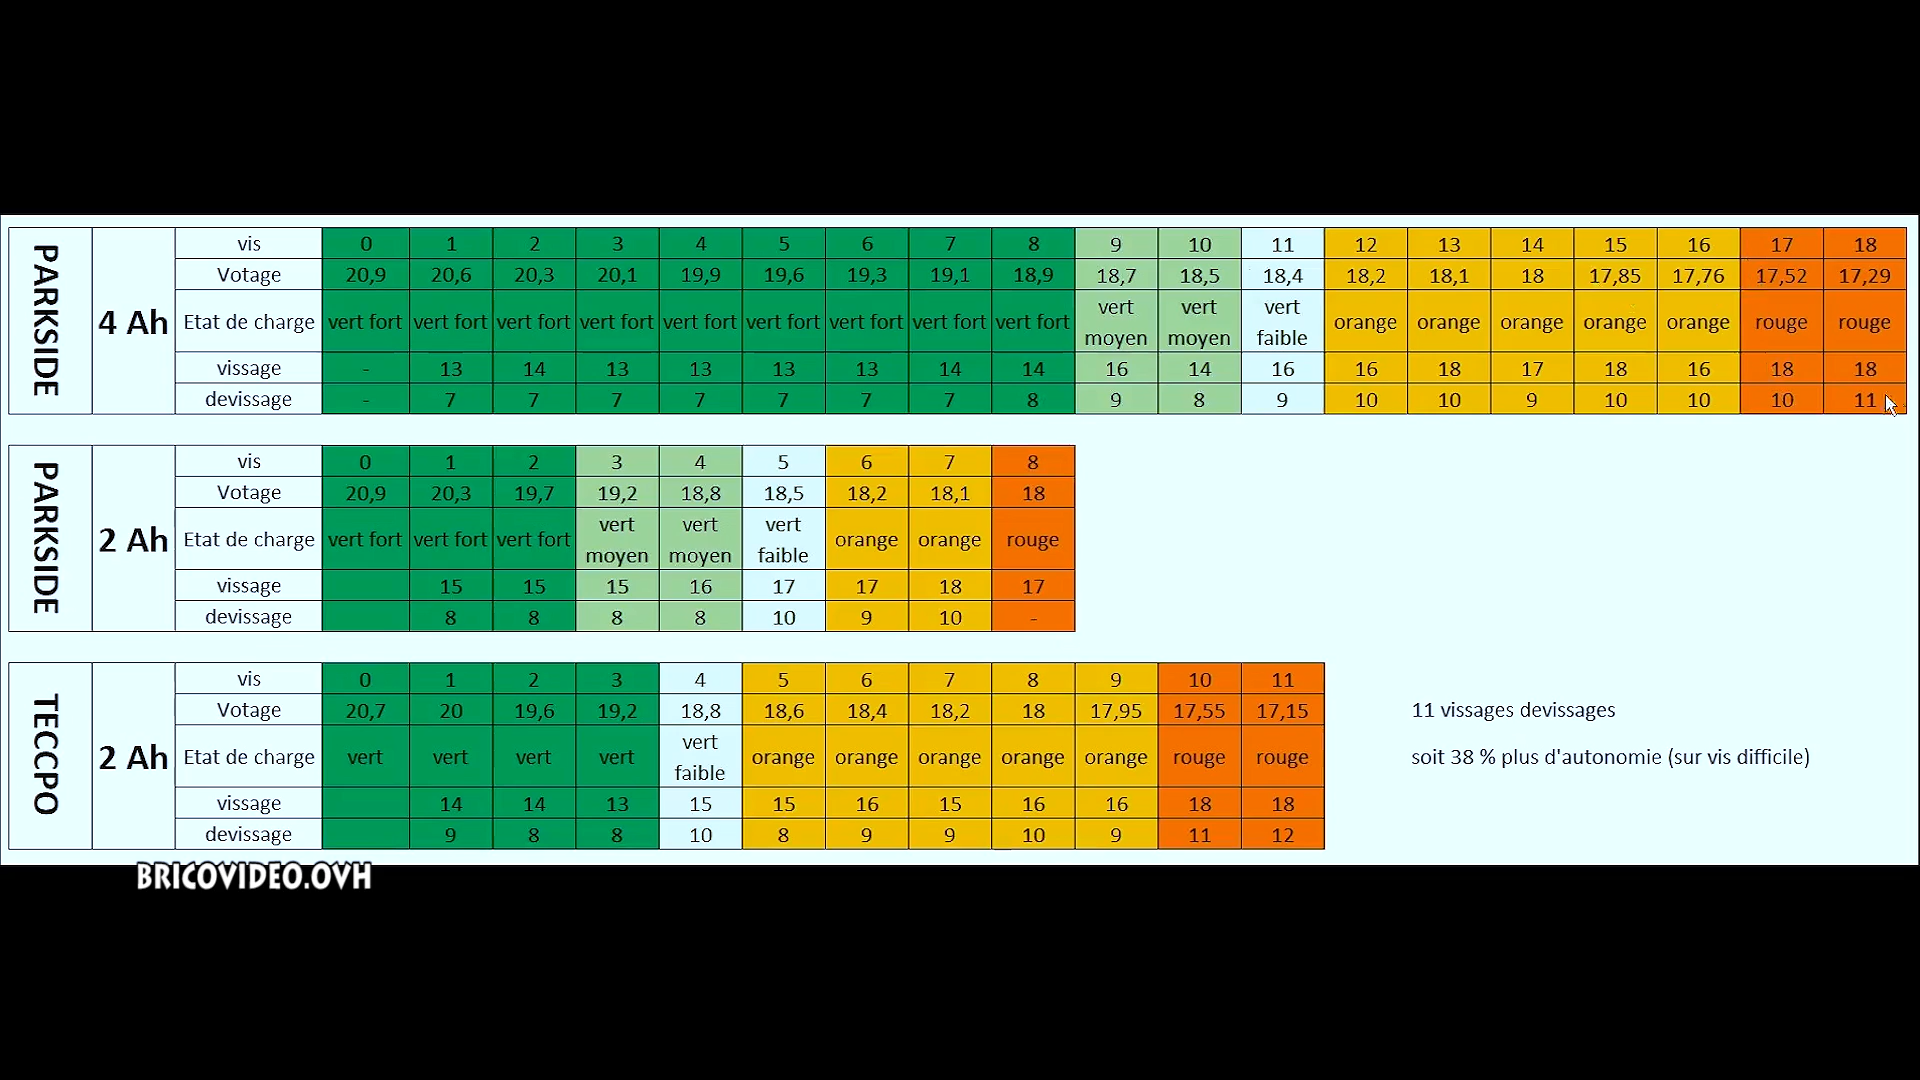 PARKSIDE
4 Ah
vis 0 1 2 3 4 5 6 7 8 9 10 11 12 13 14 15 16 17 18
Votage 20,9 20,6 20,3 20,1 19,9 19,6 19,3 19,1 18,9 18,7 18,5 18,4 18,2 18,1 18 17,85 17,76 17,52 17,29
Etat de charge vert fort vert fort vert fort vert fort vert fort vert fort vert fort vert fort vert fort vert moyen vert moyen vert faible orange orange orange orange orange rouge rouge
vissage - 13 14 13 13 13 13 14 14 16 14 16 16 18 17 18 16 18 18
devissage - 7 7 7 7 7 7 7 8 9 8 9 10 10 9 10 10 10 11
PARKSIDE
2 Ah
vis 0 1 2 3 4 5 6 7 8
Votage 20,9 20,3 19,7 19,2 18,8 18,5 18,2 18,1 18
Etat de charge vert fort vert fort vert fort vert moyen vert moyen vert faible orange orange rouge
vissage 15 15 15 16 17 17 18 17
devissage 8 8 8 8 10 9 10 -
TECCPO
2 Ah
vis 0 1 2 3 4 5 6 7 8 9 10 11
Votage 20,7 20 19,6 19,2 18,8 18,6 18,4 18,2 18 17,95 17,55 17,15
Etat de charge vert vert vert vert vert faible orange orange orange orange orange rouge rouge
vissage 14 14 13 15 15 16 15 16 16 18 18
devissage 9 8 8 10 8 9 9 10 9 11 12
11 vissages devissages
soit 38 % plus d'autonomie (sur vis difficile)
BRICOVIDEO.OVH